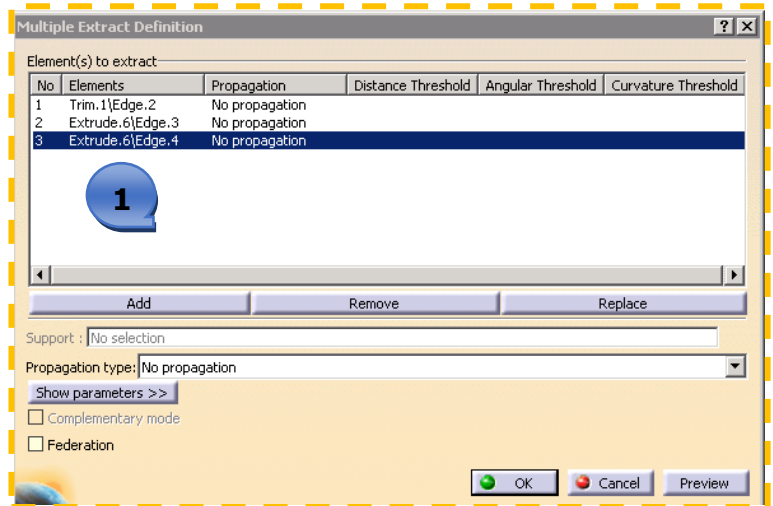 Multiple Extract Definition
Element(s) to extract
No Elements Propagation Distance Threshold Angular Threshold Curvature Threshold
1 Trim.1\Edge.2 No propagation
2 Extrude.6\Edge.3 No propagation
3 Extrude.6\Edge.4 No propagation
1
Add Remove Replace
Support : No selection
Propagation type: No propagation
Show parameters >>
Complementary mode
Federation
OK Cancel Preview